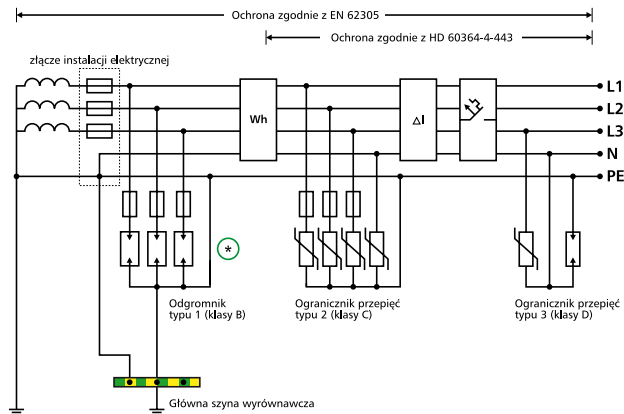 Ochrona zgodnie z EN 62305
Ochrona zgodnie z HD 60364-4-443
złącze instalacji elektrycznej
L1
L2
L3
N
PE
Wh
ΔI
*
Odgromnik
typu 1 (klasy B)
Ogranicznik przepięć
typu 2 (klasy C)
Ogranicznik przepięć
typu 3 (klasy D)
Główna szyna wyrównawcza